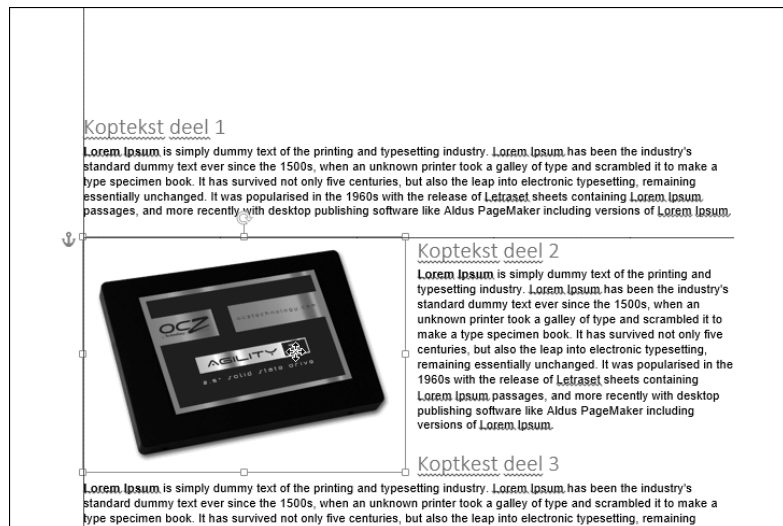 Koptekst deel 1
Lorem Ipsum is simply dummy text of the printing and typesetting industry. Lorem Ipsum has been the industry's
standard dummy text ever since the 1500s, when an unknown printer took a galley of type and scrambled it to make a
type specimen book. It has survived not only five centuries, but also the leap into electronic typesetting, remaining
essentially unchanged. It was popularised in the 1960s with the release of Letraset sheets containing Lorem Ipsum
passages, and more recently with desktop publishing software like Aldus PageMaker including versions of Lorem Ipsum.
OCZ
ocztechnology.com
AGILITY
2.5" solid state drive
Koptekst deel 2
Lorem Ipsum is simply dummy text of the printing and
typesetting industry. Lorem Ipsum has been the industry's
standard dummy text ever since the 1500s, when an
unknown printer took a galley of type and scrambled it to
make a type specimen book. It has survived not only five
centuries, but also the leap into electronic typesetting,
remaining essentially unchanged. It was popularised in the
1960s with the release of Letraset sheets containing
Lorem Ipsum passages, and more recently with desktop
publishing software like Aldus PageMaker including
versions of Lorem Ipsum.
Koptkest deel 3
Lorem Ipsum is simply dummy text of the printing and typesetting industry. Lorem Ipsum has been the industry's
standard dummy text ever since the 1500s, when an unknown printer took a galley of type and scrambled it to make a
type specimen book. It has survived not only five centuries, but also the leap into electronic typesetting, remaining